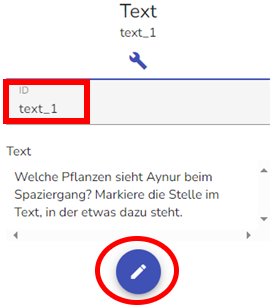 Text
text_1
ID
text_1
Text
Welche Pflanzen sieht Aynur beim
Spaziergang? Markiere die Stelle im
Text, in der etwas dazu steht.